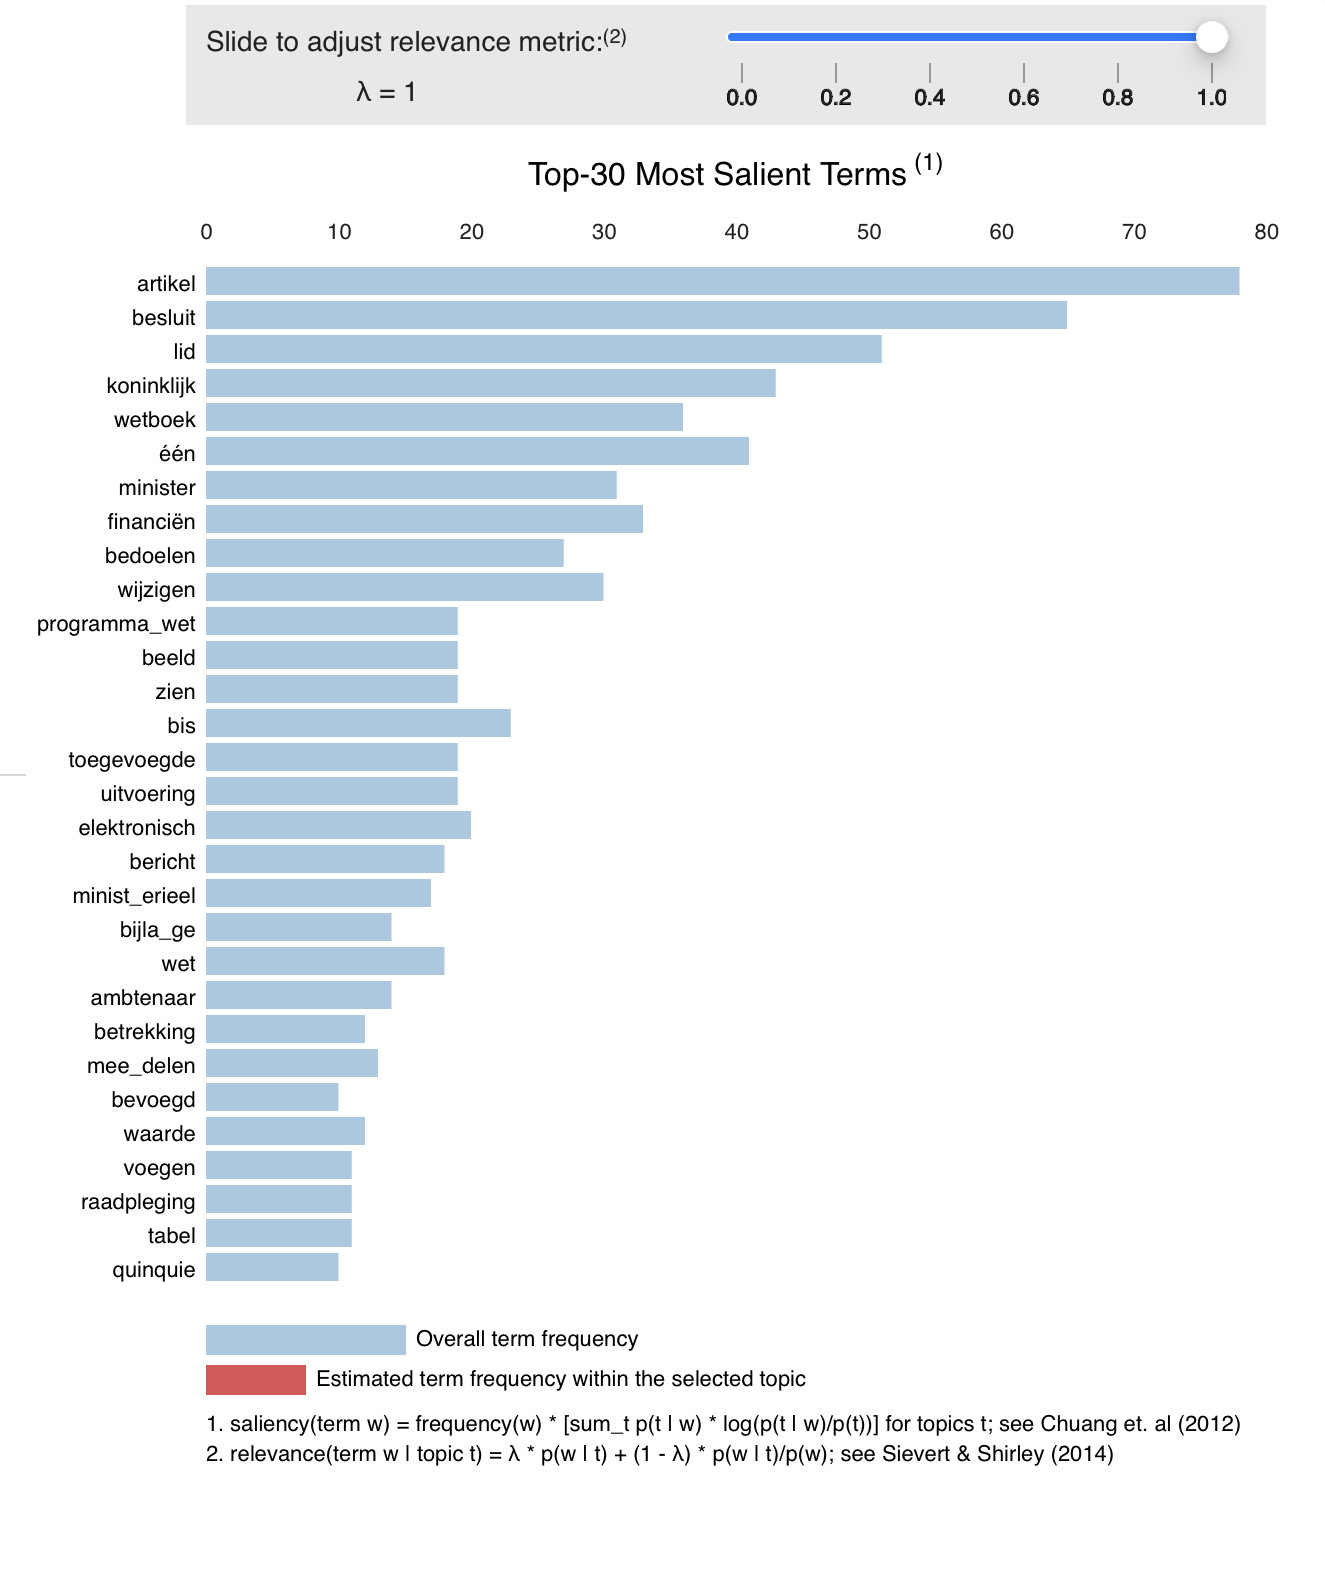 Slide to adjust relevance metric:(2)
λ = 1
0.0 0.2 0.4 0.6 0.8 1.0
Top-30 Most Salient Terms (1)
0 10 20 30 40 50 60 70 80
artikel
besluit
lid
koninklijk
wetboek
één
minister
financiën
bedoelen
wijzigen
programma_wet
beeld
zien
bis
toegevoegde
uitvoering
elektronisch
bericht
minist_erieel
bijla_ge
wet
ambtenaar
betrekking
mee_delen
bevoegd
waarde
voegen
raadpleging
tabel
quinquie
Overall term frequency
Estimated term frequency within the selected topic
1. saliency(term w) = frequency(w) * [sum_t p(t | w) * log(p(t | w)/p(t))] for topics t; see Chuang et. al (2012)
2. relevance(term w | topic t) = λ * p(w | t) + (1 - λ) * p(w | t)/p(w); see Sievert & Shirley (2014)